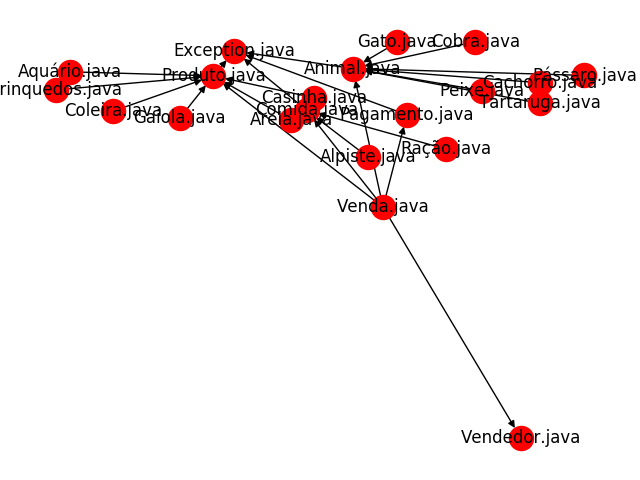 Gato.java
Cobra.java
Exception.java
Animal.java
Aquário.java
Produto.java
Pássaro.java
Cachorro.java
rinquedos.java
Peixe.java
Casinha.java
Tartaruga.java
Coleira.java
Comida.java
Pagamento.java
Gaiola.java
Areia.java
Alpiste.java
Ração.java
Venda.java
Vendedor.java